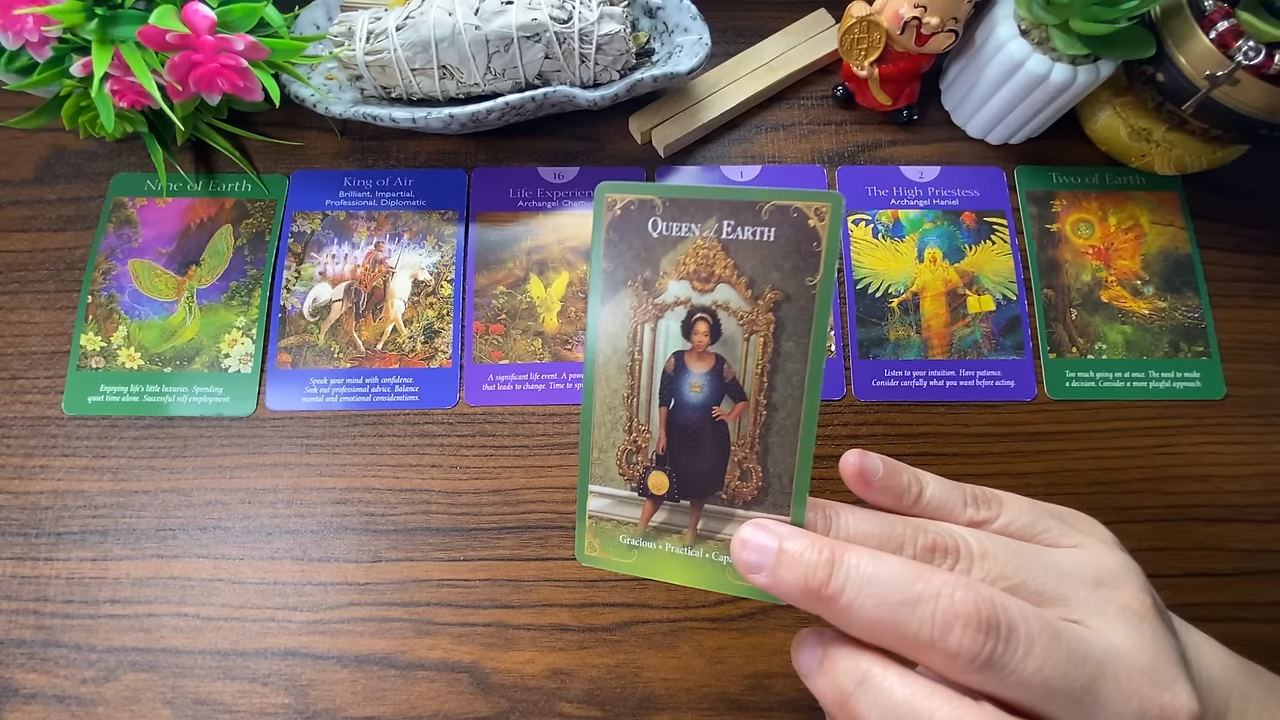 Nine of Earth
Enjoying life's little luxuries. Spending
quiet time alone. Successful self-employment.
King of Air
Brilliant, Impartial,
Professional, Diplomatic
Speak your mind with confidence.
Seek out professional advice. Balance
mental and emotional considerations.
16
Life Experien
Archangel Chamu
A significant life event. A
that leads to change. Time to
1
QUEEN of EARTH
Gracious • Practical •
2
The High Priestess
Archangel Haniel
Listen to your intuition. Have patience.
Consider carefully what you want before acting.
Two of Earth
Too much going on at once. The need to
make a decision. Consider a more playful approach.